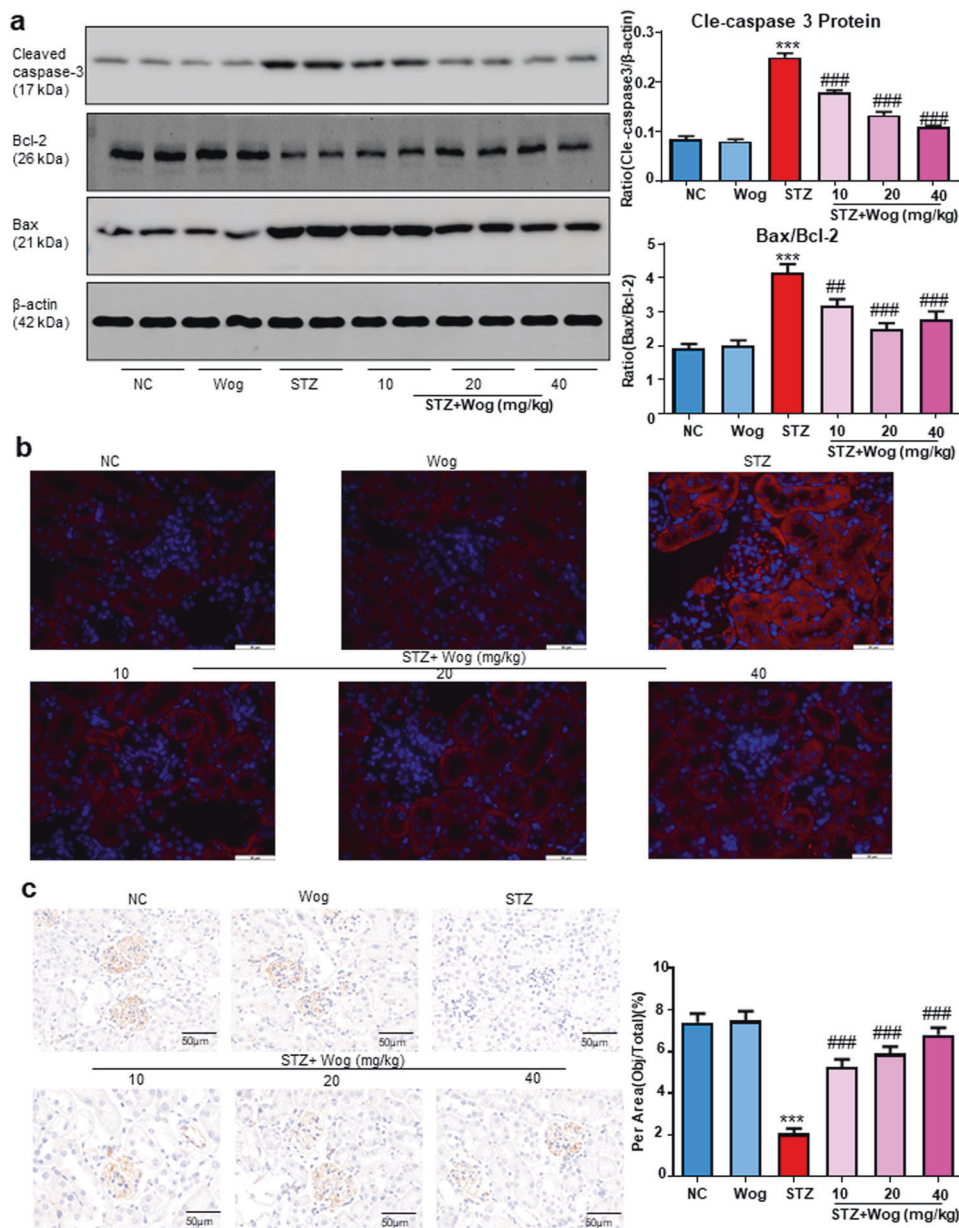 a
Cleaved
caspase-3
(17 kDa)
Bcl-2
(26 kDa)
Bax
(21 kDa)
β-actin
(42 kDa)
NC Wog STZ 10 20 40
STZ+Wog (mg/kg)
Cle-caspase 3 Protein
Ratio(Cle-caspase3/β-actin)
0.3
0.2
0.1
0.0
***
###
###
###
NC Wog STZ 10 20 40
STZ+Wog (mg/kg)
Bax/Bcl-2
Ratio(Bax/Bcl-2)
5
4
3
2
1
0
***
##
###
###
NC Wog STZ 10 20 40
STZ+Wog (mg/kg)
b
NC Wog STZ
STZ+ Wog (mg/kg)
10 20 40
c
NC Wog STZ
50μm 50μm 50μm
STZ+ Wog (mg/kg)
10 20 40
50μm 50μm 50μm
Per Area(Obj/Total)(%)
10
8
6
4
2
0
***
###
###
###
NC Wog STZ 10 20 40
STZ+Wog (mg/kg)